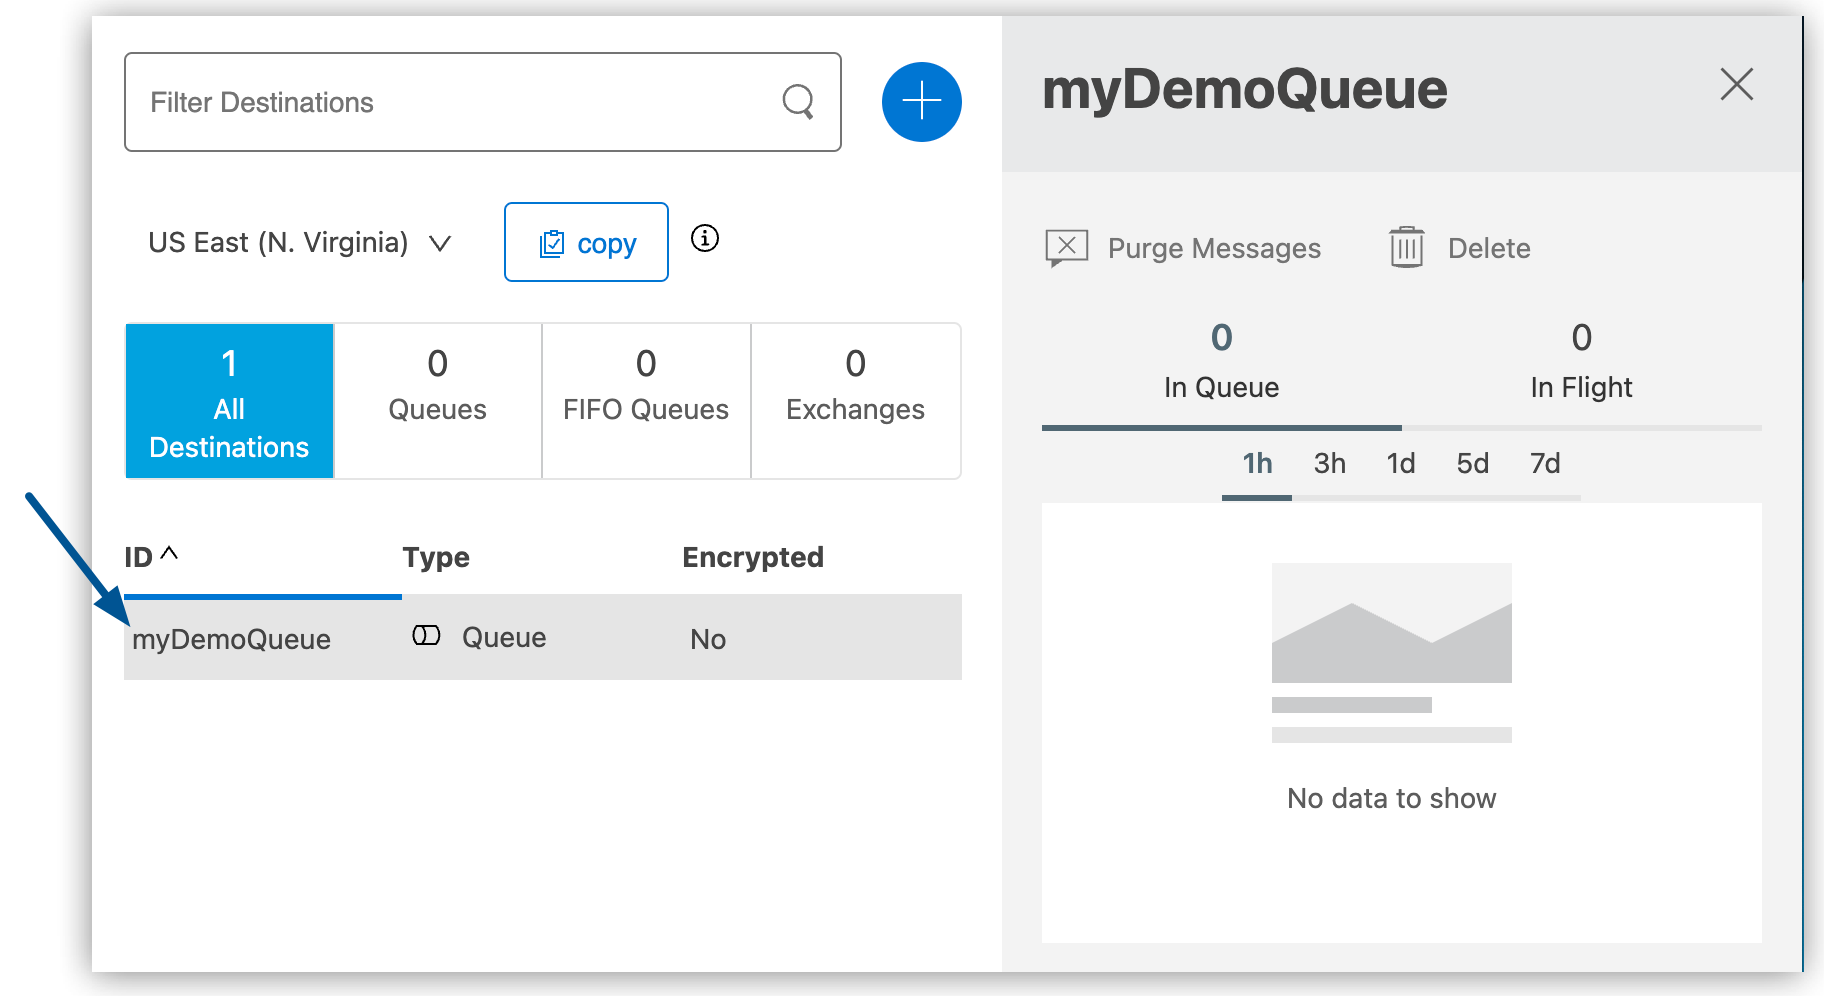 Filter Destinations
US East (N. Virginia)
copy
1
All
Destinations
0
Queues
0
FIFO Queues
0
Exchanges
ID
Type
Encrypted
myDemoQueue
Queue
No
myDemoQueue
Purge Messages
Delete
0
In Queue
0
In Flight
1h 3h 1d 5d 7d
No data to show